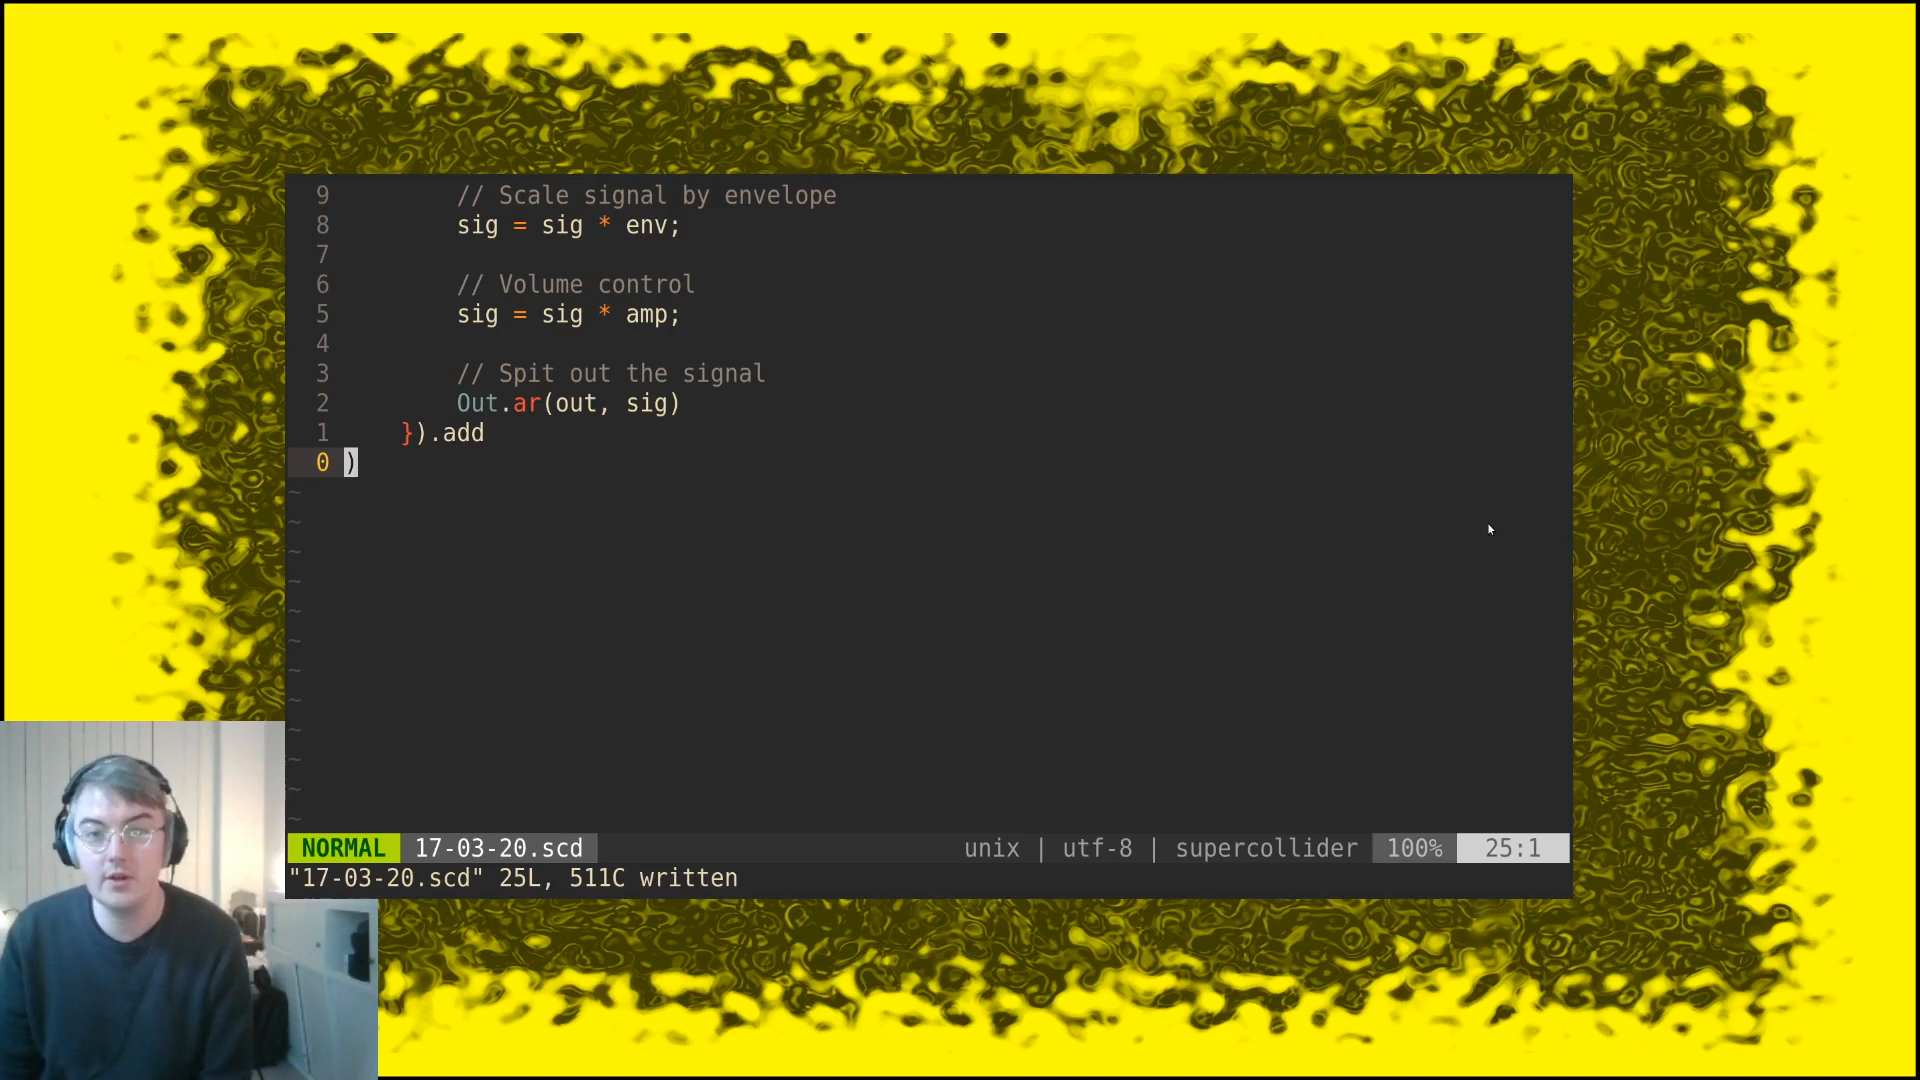 9 // Scale signal by envelope
8 sig = sig * env;
7
6 // Volume control
5 sig = sig * amp;
4
3 // Spit out the signal
2 Out.ar(out, sig)
1 }).add
0 )
~
~
~
~
~
~
~
~
~
~
~
~
NORMAL 17-03-20.scd unix | utf-8 | supercollider 100% 25:1
"17-03-20.scd" 25L, 511C written